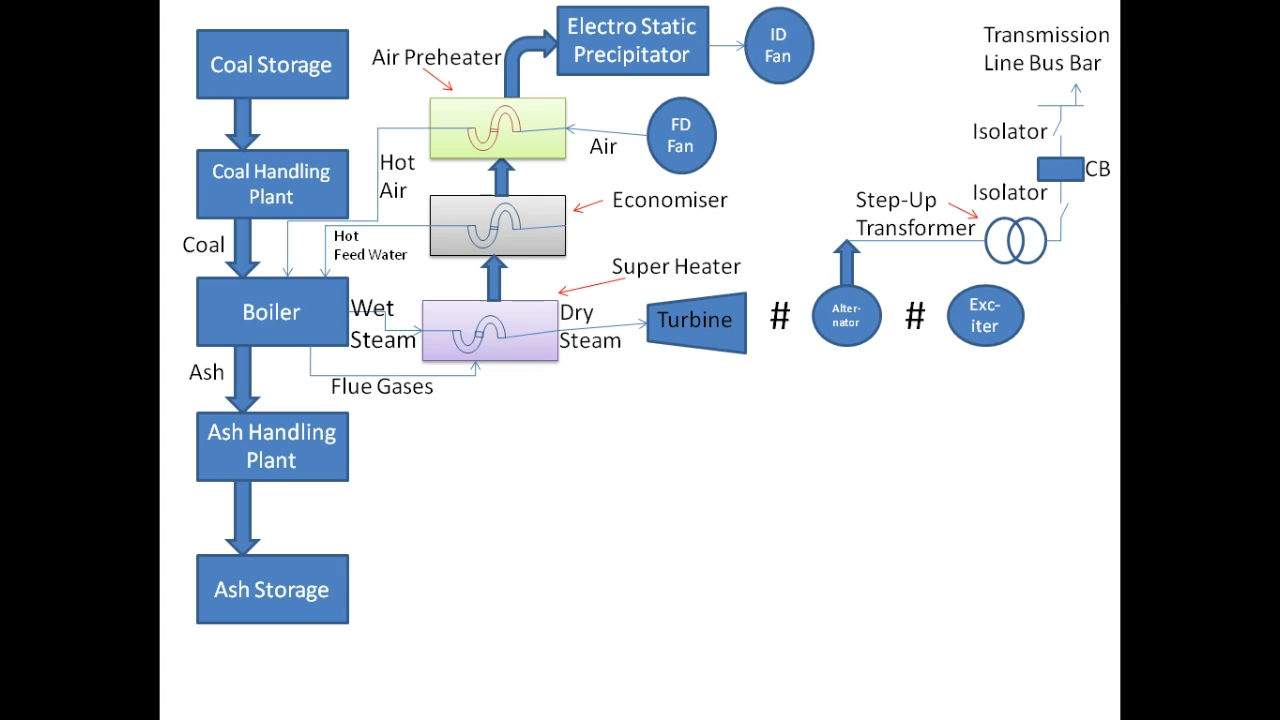 Coal Storage
Coal Handling
Plant
Coal
Boiler
Ash
Ash Handling
Plant
Ash Storage
Air Preheater
Electro Static
Precipitator
ID
Fan
FD
Fan
Air
Hot
Air
Economiser
Hot
Feed Water
Super Heater
Wet
Steam
Dry
Steam
Flue Gases
Turbine
#
Alter-
nator
#
Exc-
iter
Step-Up
Transformer
Transmission
Line Bus Bar
Isolator
CB
Isolator